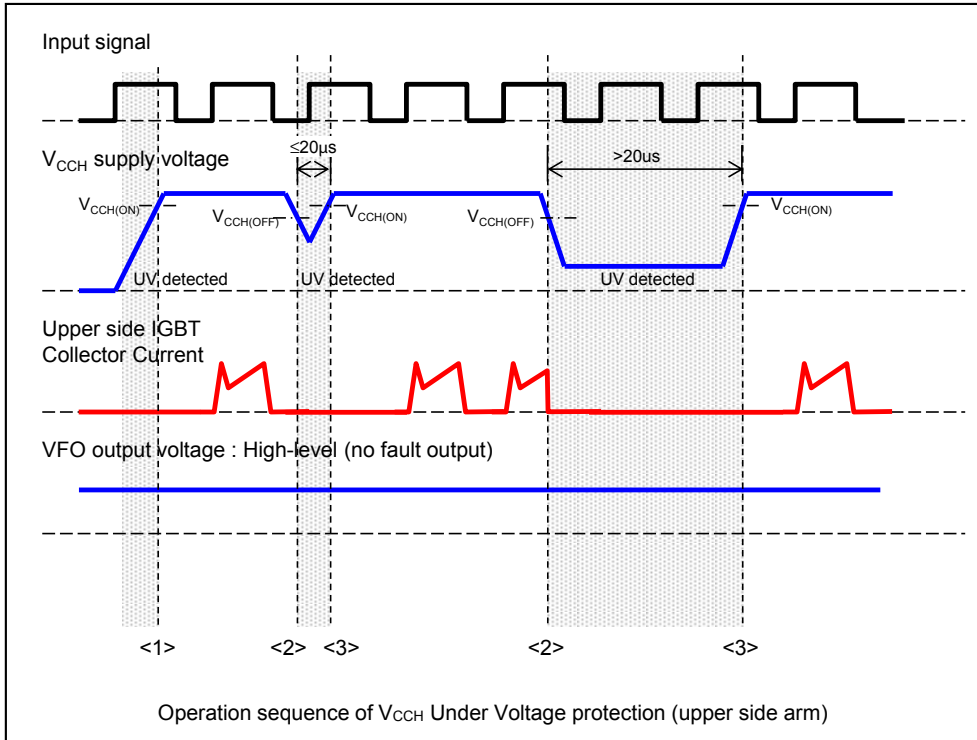 Input signal
≤20µs
>20us
VCCH supply voltage
VCCH(ON)
VCCH(OFF)
VCCH(ON)
VCCH(OFF)
VCCH(ON)
UV detected
UV detected
UV detected
Upper side IGBT
Collector Current
VFO output voltage : High-level (no fault output)
<1>
<2>
<3>
<2>
<3>
Operation sequence of VCCH Under Voltage protection (upper side arm)